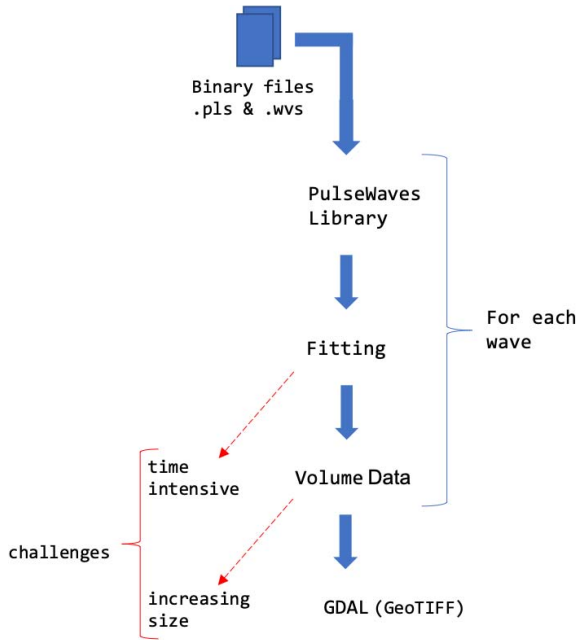 Binary files
.pls & .wvs
PulseWaves
Library
For each
wave
Fitting
time
intensive
Volume Data
challenges
increasing
size
GDAL (GeoTIFF)